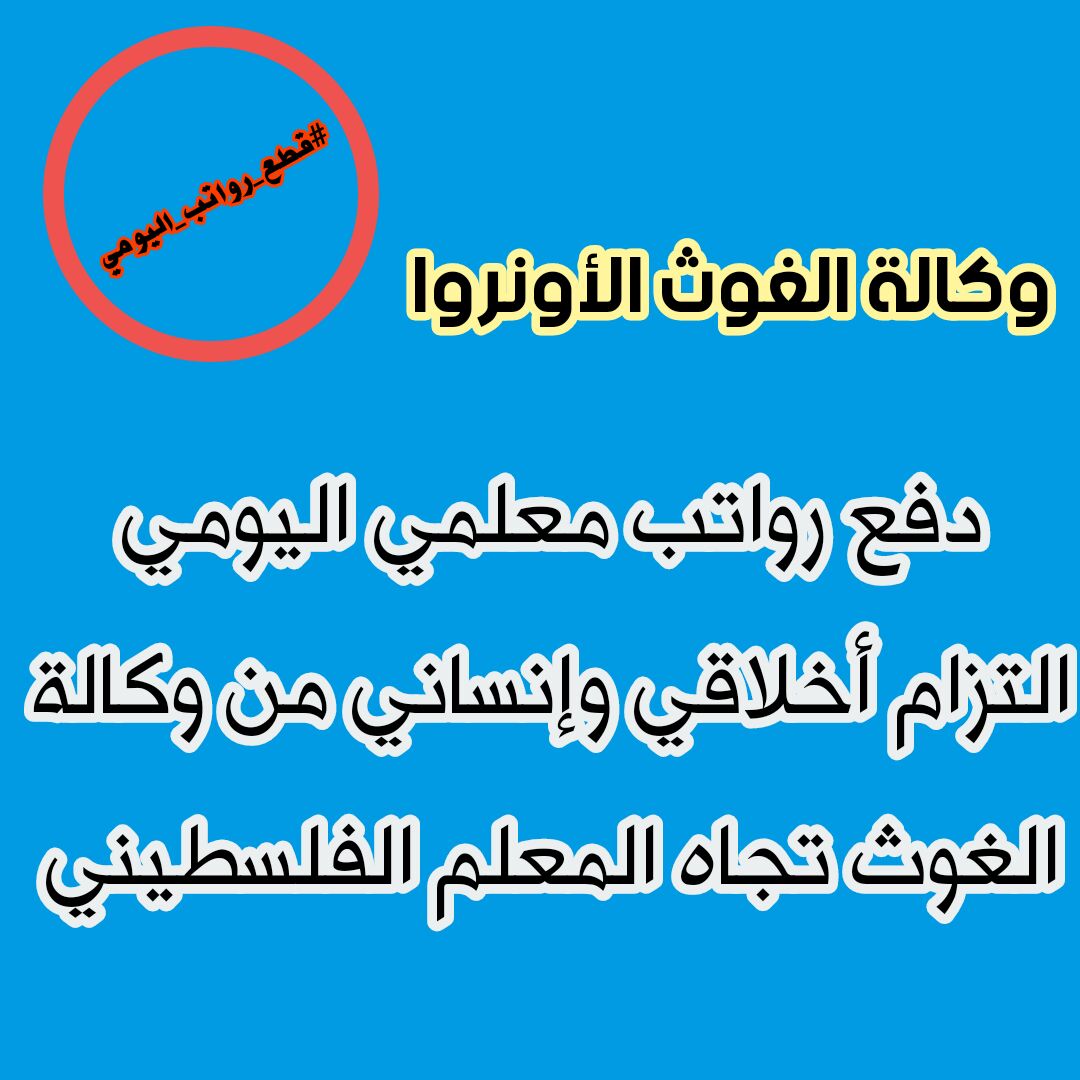 #قطع_رواتب_اليومي
وكالة الغوث الأونروا
دفع رواتب معلمي اليومي
التزام أخلاقي وإنساني من وكالة
الغوث تجاه المعلم الفلسطيني